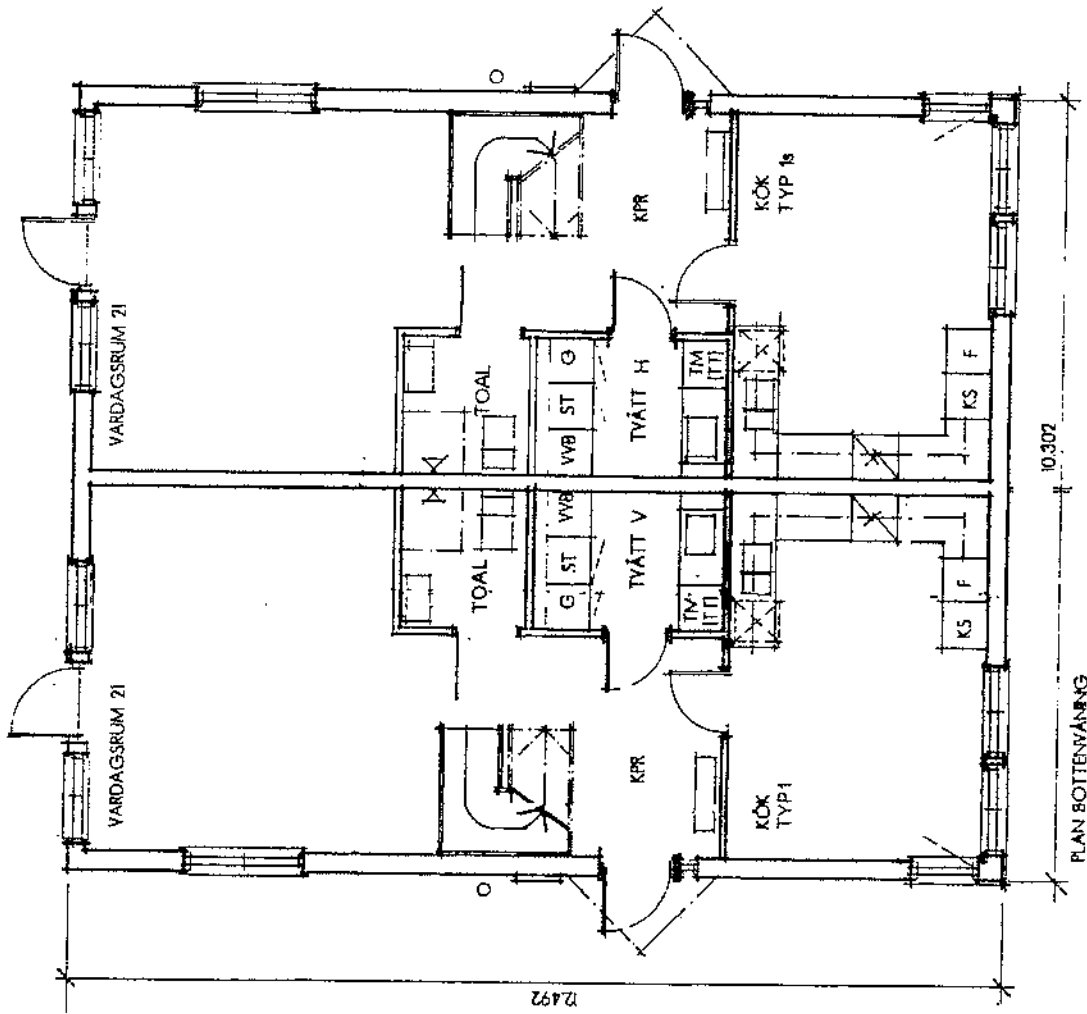 VARDAGSRUM 21
VARDAGSRUM 21
TOAL
TOAL
G
ST
VVB
VVB
ST
G
TVÄTT V
TVÄTT H
TM
(TT)
TM
(TT)
KPR
KPR
KÖK
TYP 1
KÖK
TYP 1s
KS
F
KS
F
O
O
12.492
10.302
PLAN BOTTENVÅNING